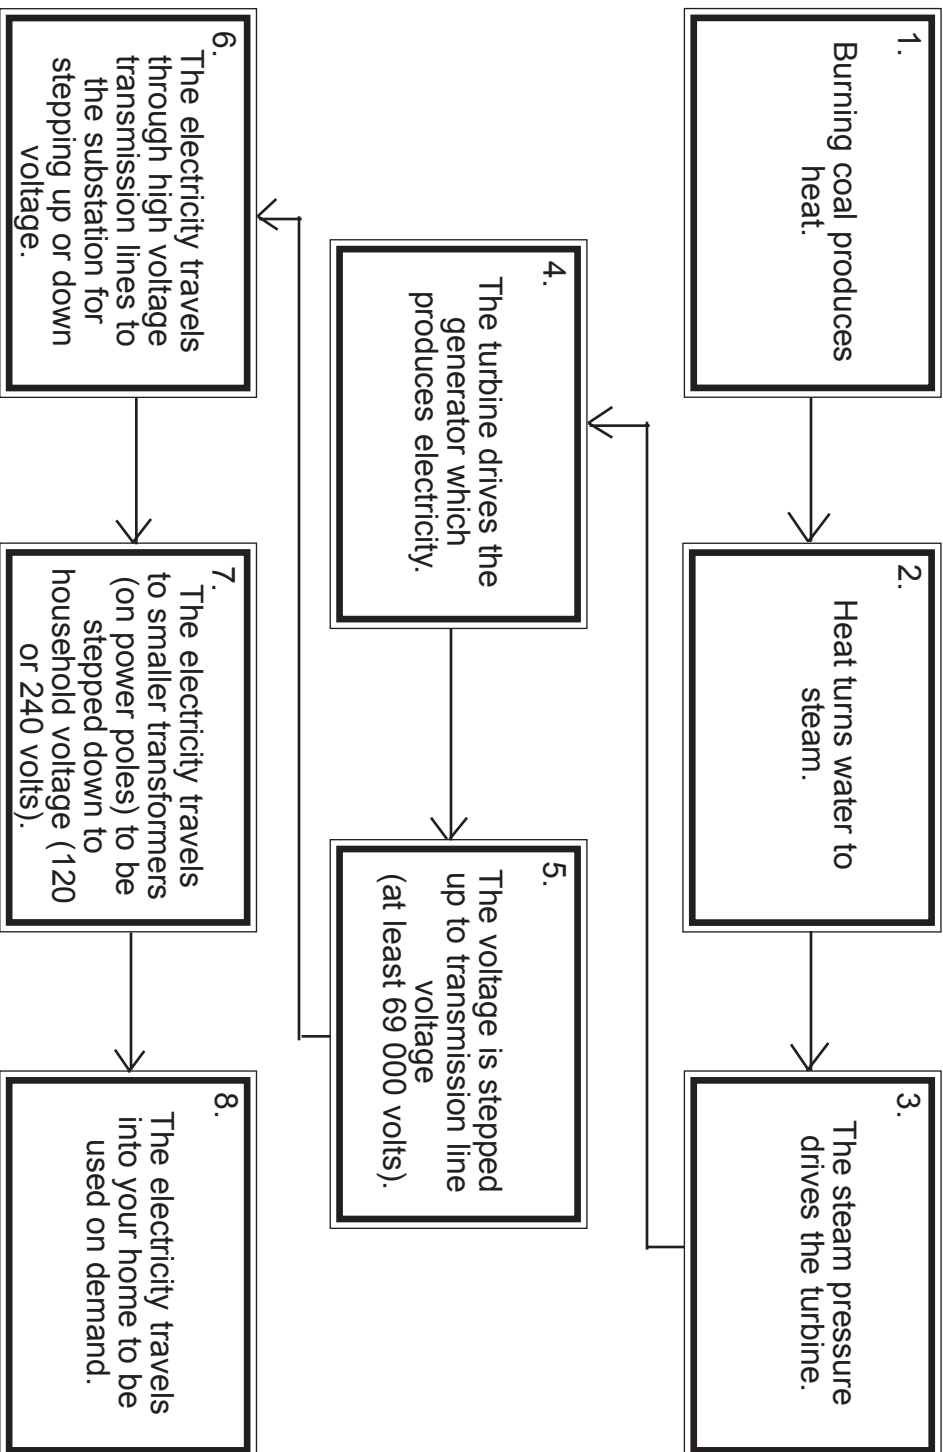 1.
Burning coal produces
heat.
2.
Heat turns water to
steam.
3.
The steam pressure
drives the turbine.
4.
The turbine drives the
generator which
produces electricity.
5.
The voltage is stepped
up to transmission line
voltage
(at least 69 000 volts).
6.
The electricity travels
through high voltage
transmission lines to
the substation for
stepping up or down
voltage.
7.
The electricity travels
to smaller transformers
(on power poles) to be
stepped down to
household voltage (120
or 240 volts).
8.
The electricity travels
into your home to be
used on demand.